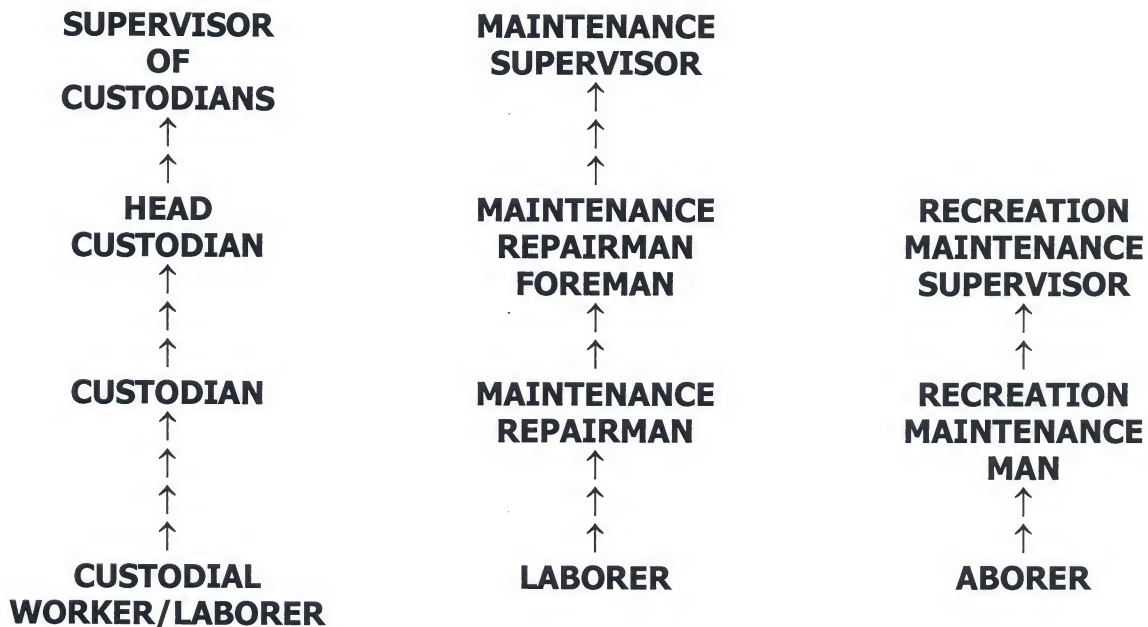 SUPERVISOR
OF
CUSTODIANS
↑
↑
HEAD
CUSTODIAN
↑
↑
↑
CUSTODIAN
↑
↑
↑
↑
CUSTODIAL
WORKER/LABORER
MAINTENANCE
SUPERVISOR
↑
↑
↑
MAINTENANCE
REPAIRMAN
FOREMAN
↑
↑
MAINTENANCE
REPAIRMAN
↑
↑
↑
LABORER
RECREATION
MAINTENANCE
SUPERVISOR
↑
↑
RECREATION
MAINTENANCE
MAN
↑
↑
ABORER